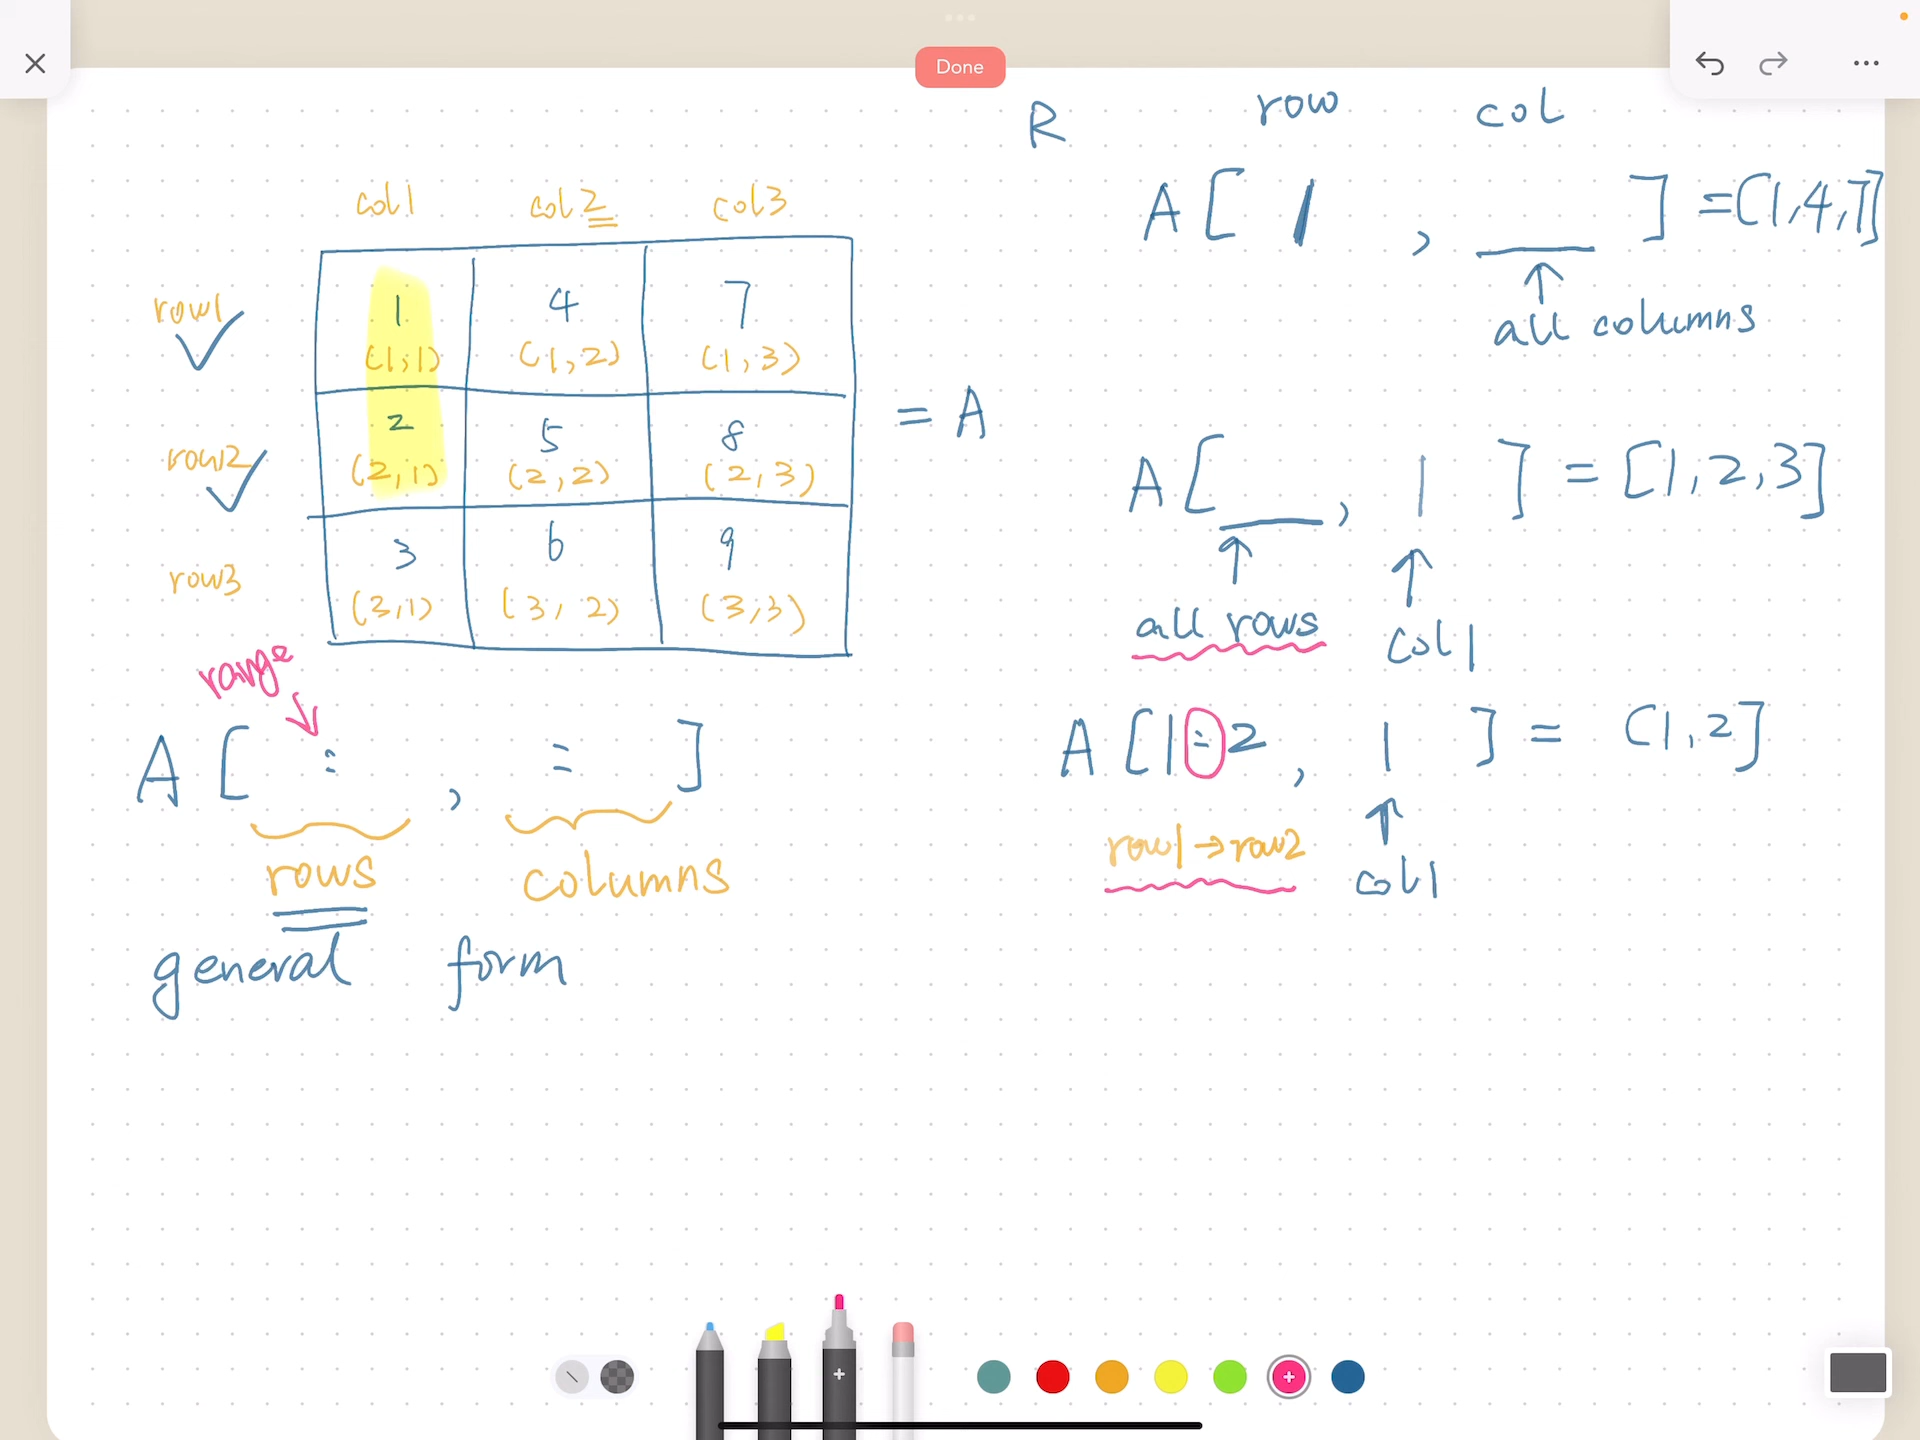 Done
R row col
A [ 1 , __ ] = [1,4,7]
↑
all columns
col1 col2 col3
row1 1 4 7
(1,1) (1,2) (1,3)
row2 2 5 8
(2,1) (2,2) (2,3)
row3 3 6 9
(3,1) (3,2) (3,3)
= A
A [ __ , 1 ] = [1,2,3]
↑ ↑
all rows col1
range
↓
A [ : , : ]
rows columns
general form
A [1:2, 1 ] = [1,2]
↑
row1→row2 col1